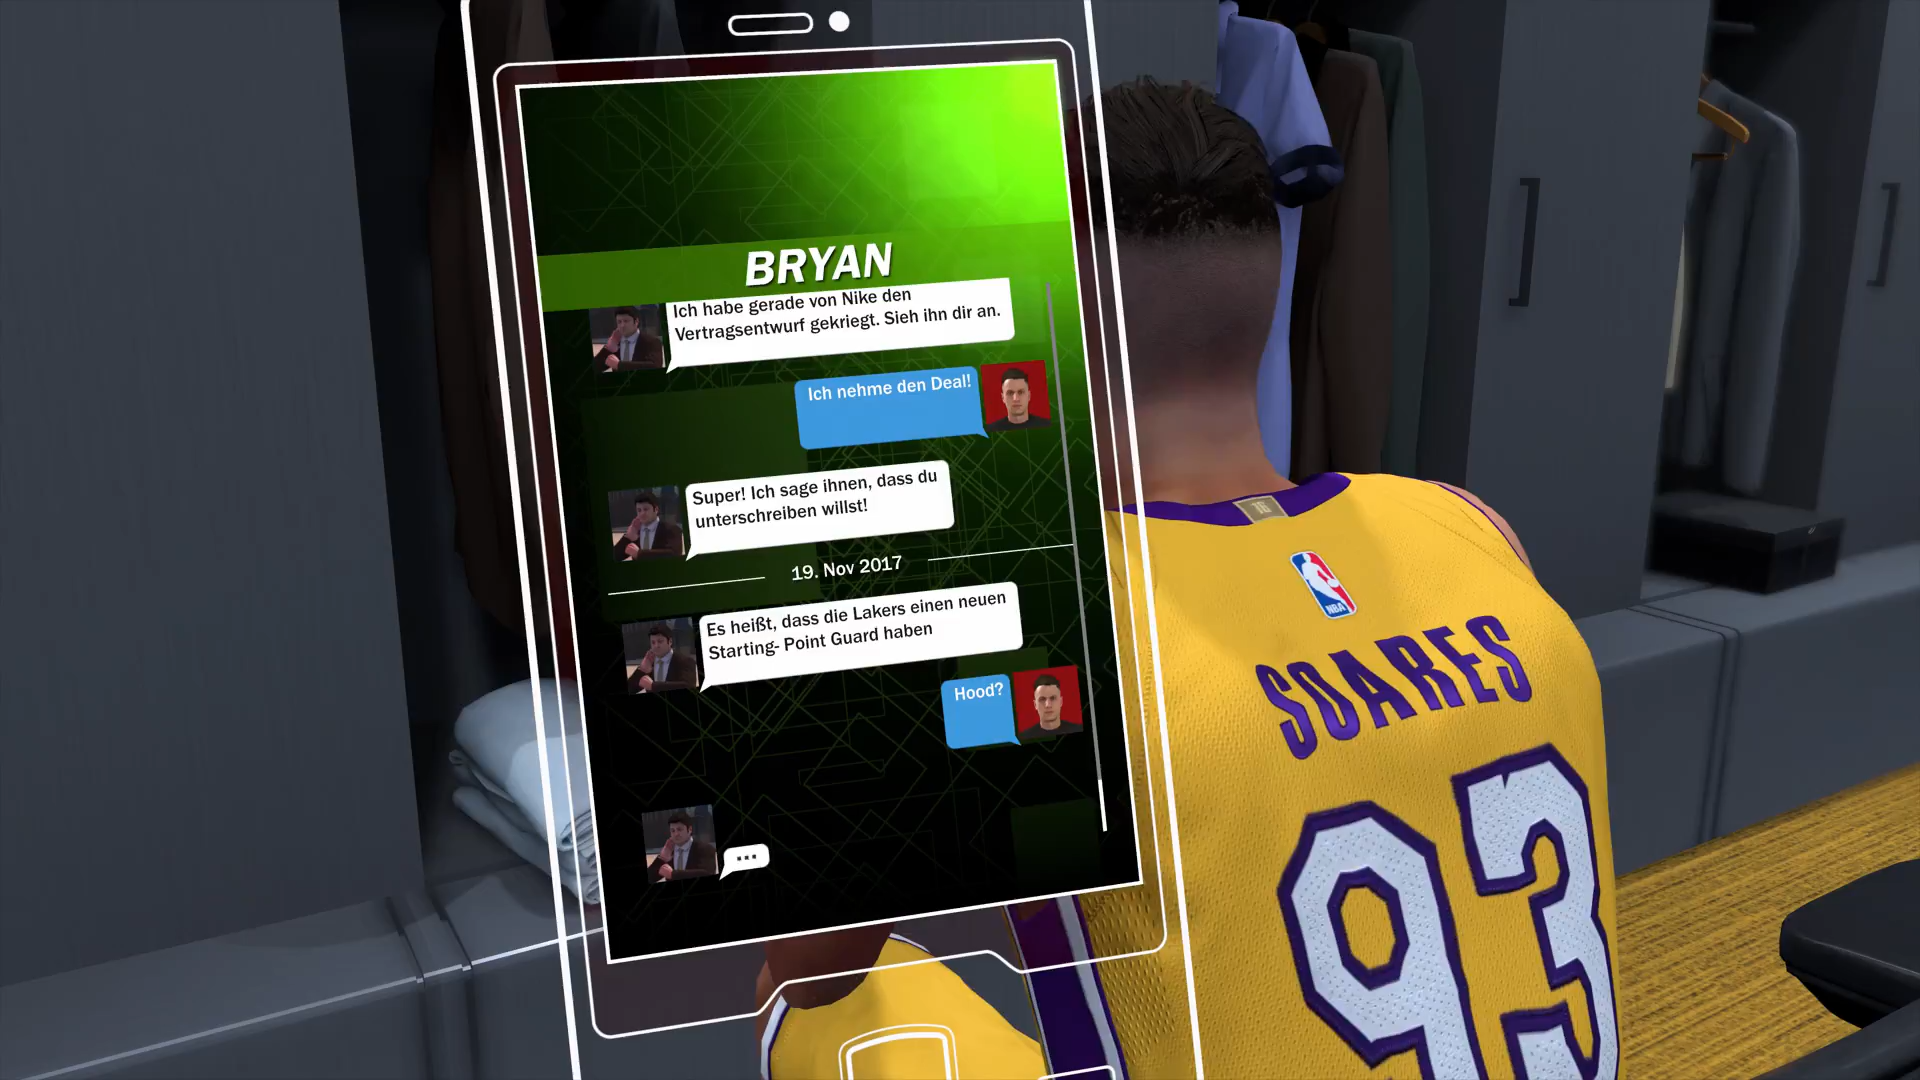 BRYAN
Ich habe gerade von Nike den
Vertragsentwurf gekriegt. Sieh ihn dir an.
Ich nehme den Deal!
Super! Ich sage ihnen, dass du
unterschreiben willst!
19. Nov 2017
Es heißt, dass die Lakers einen neuen
Starting- Point Guard haben
Hood?
...
NBA
SOARES
93